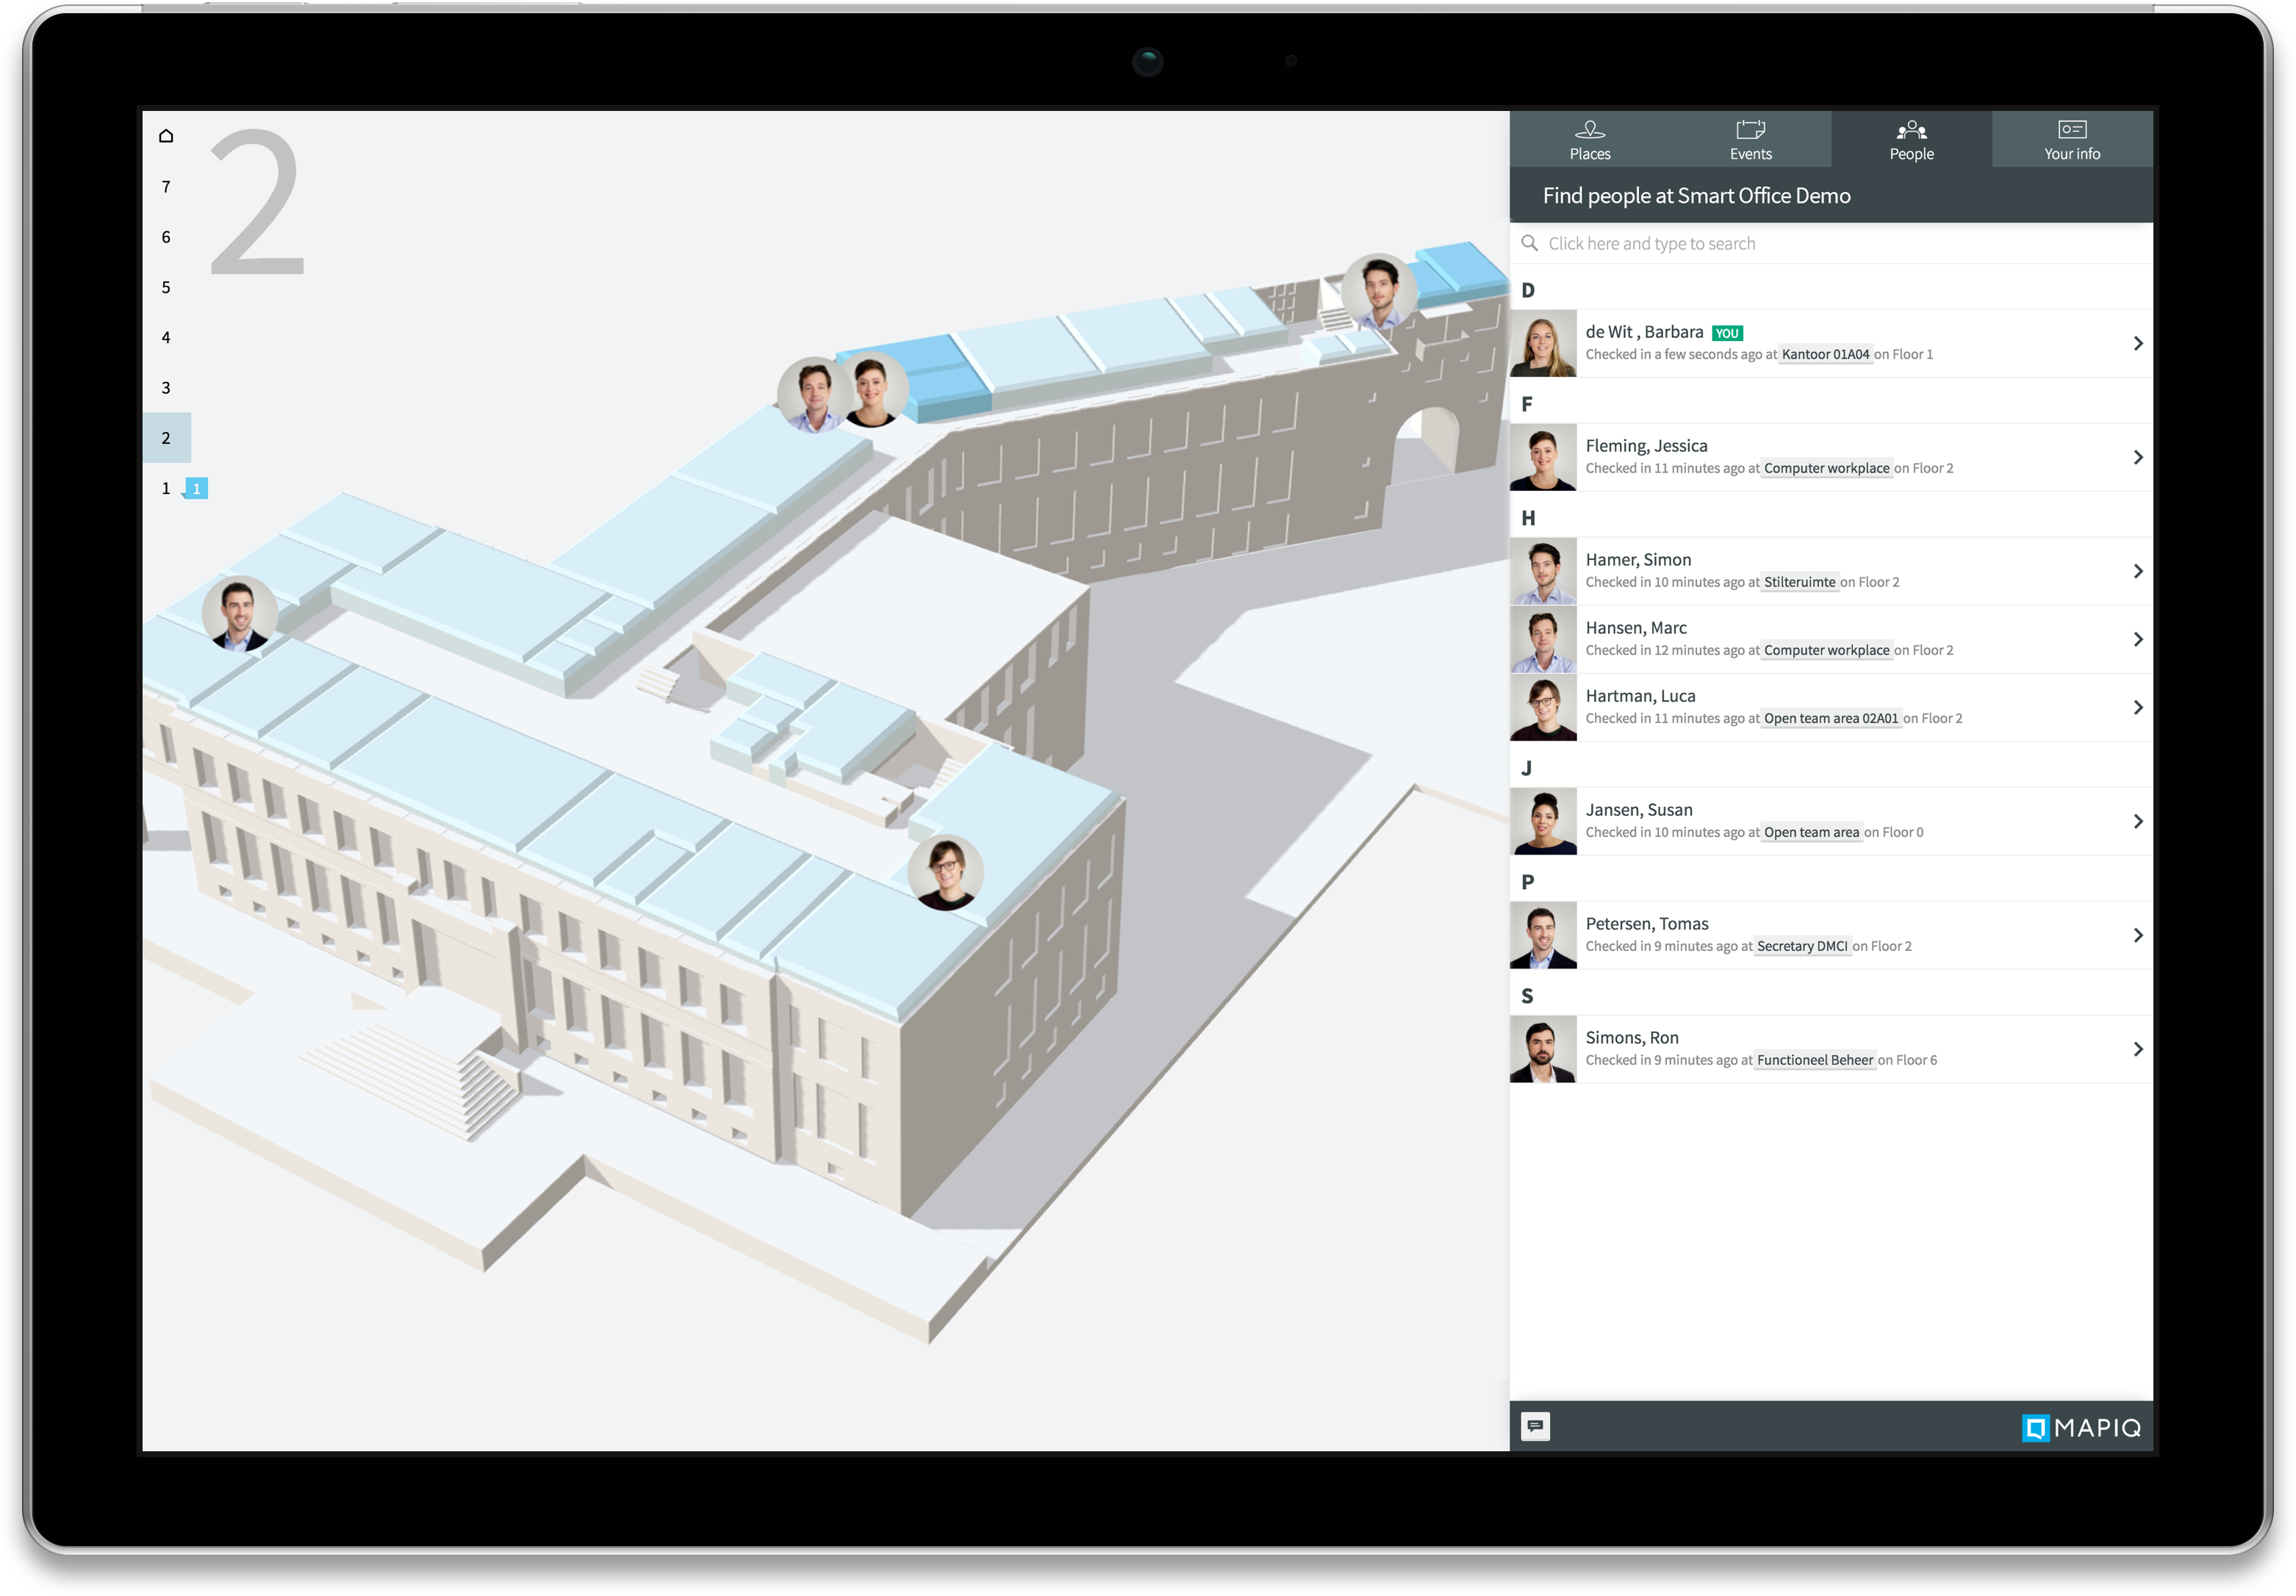 2
7
6
5
4
3
2
1 1
Places Events People Your info
Find people at Smart Office Demo
Click here and type to search
D
de Wit , Barbara YOU
Checked in a few seconds ago at Kantoor 01A04 on Floor 1
F
Fleming, Jessica
Checked in 11 minutes ago at Computer workplace on Floor 2
H
Hamer, Simon
Checked in 10 minutes ago at Stilteruimte on Floor 2
Hansen, Marc
Checked in 12 minutes ago at Computer workplace on Floor 2
Hartman, Luca
Checked in 11 minutes ago at Open team area 02A01 on Floor 2
J
Jansen, Susan
Checked in 10 minutes ago at Open team area on Floor 0
P
Petersen, Tomas
Checked in 9 minutes ago at Secretary DMCI on Floor 2
S
Simons, Ron
Checked in 9 minutes ago at Functioneel Beheer on Floor 6
MAPIQ